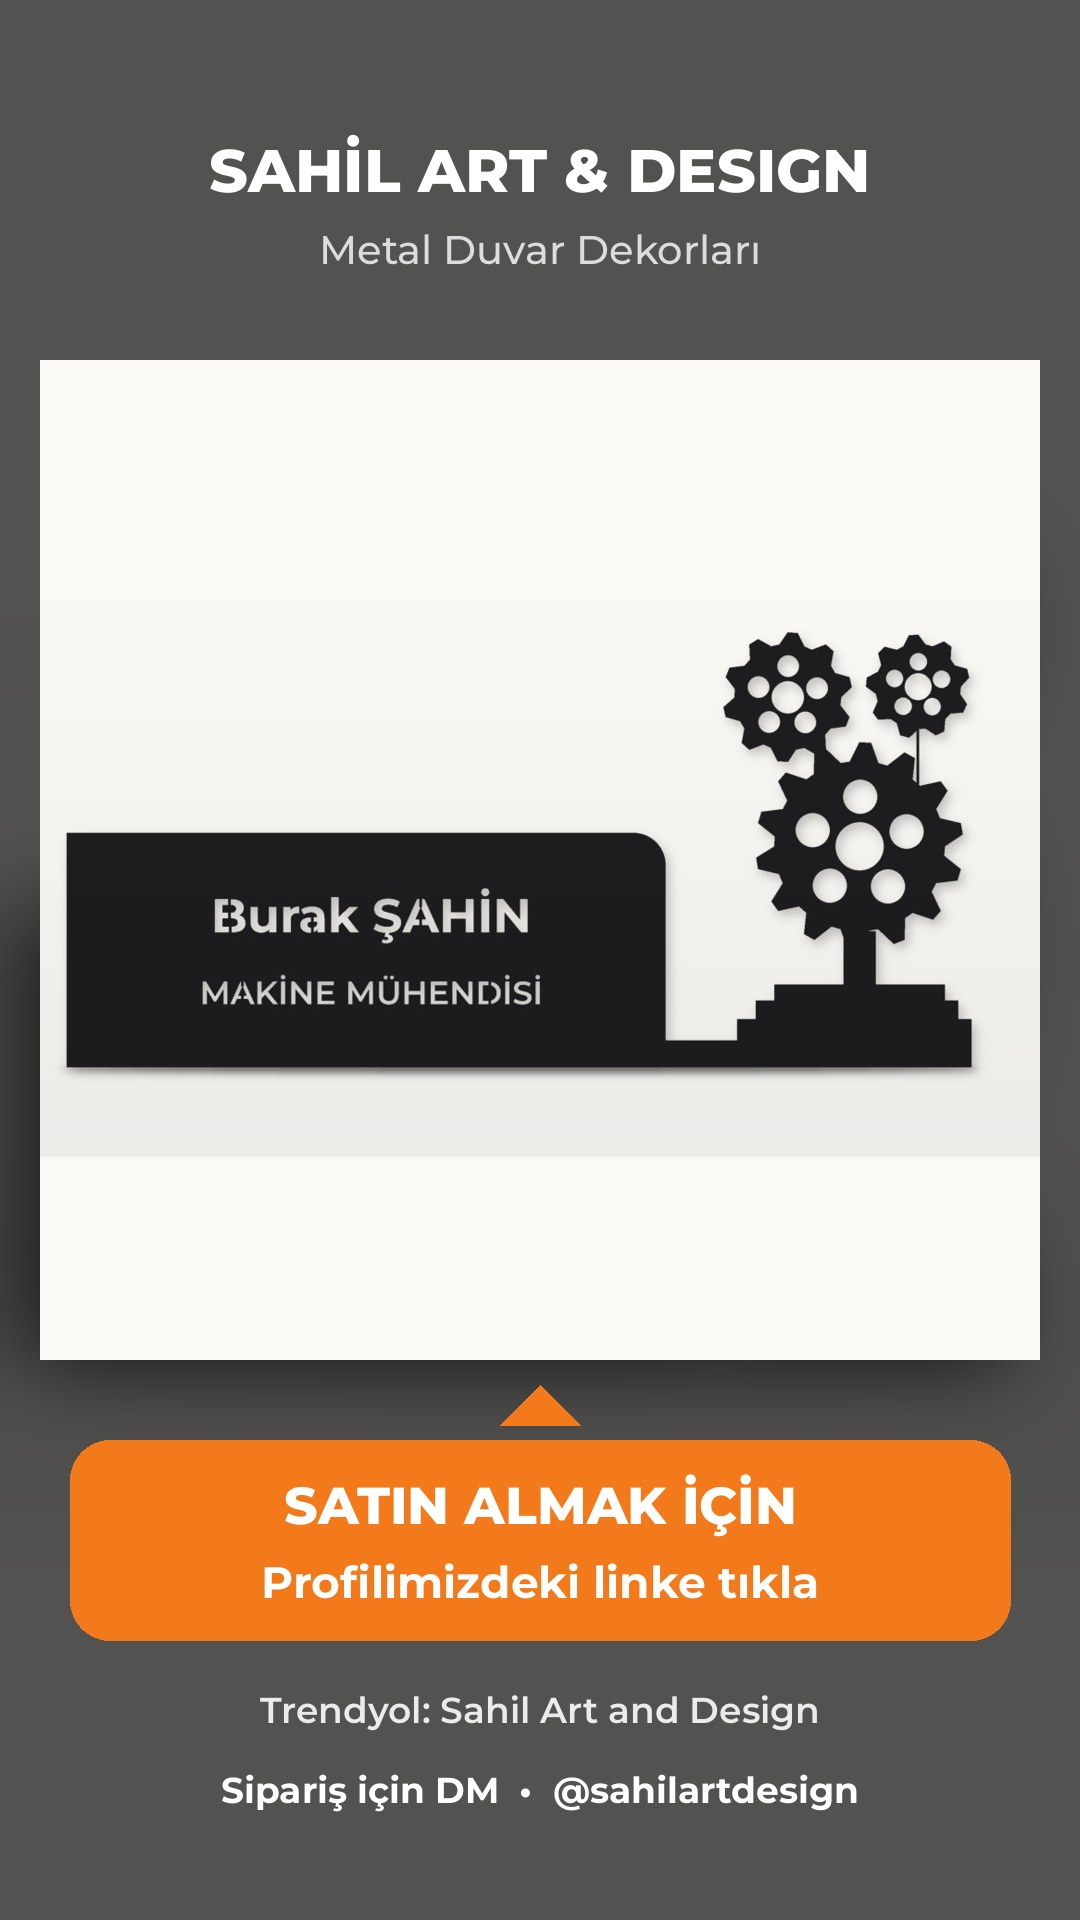 SAHİL ART & DESIGN
Metal Duvar Dekorları
Burak ŞAHİN
MAKİNE MÜHENDİSİ
SATIN ALMAK İÇİN
Profilimizdeki linke tıkla
Trendyol: Sahil Art and Design
Sipariş için DM • @sahilartdesign